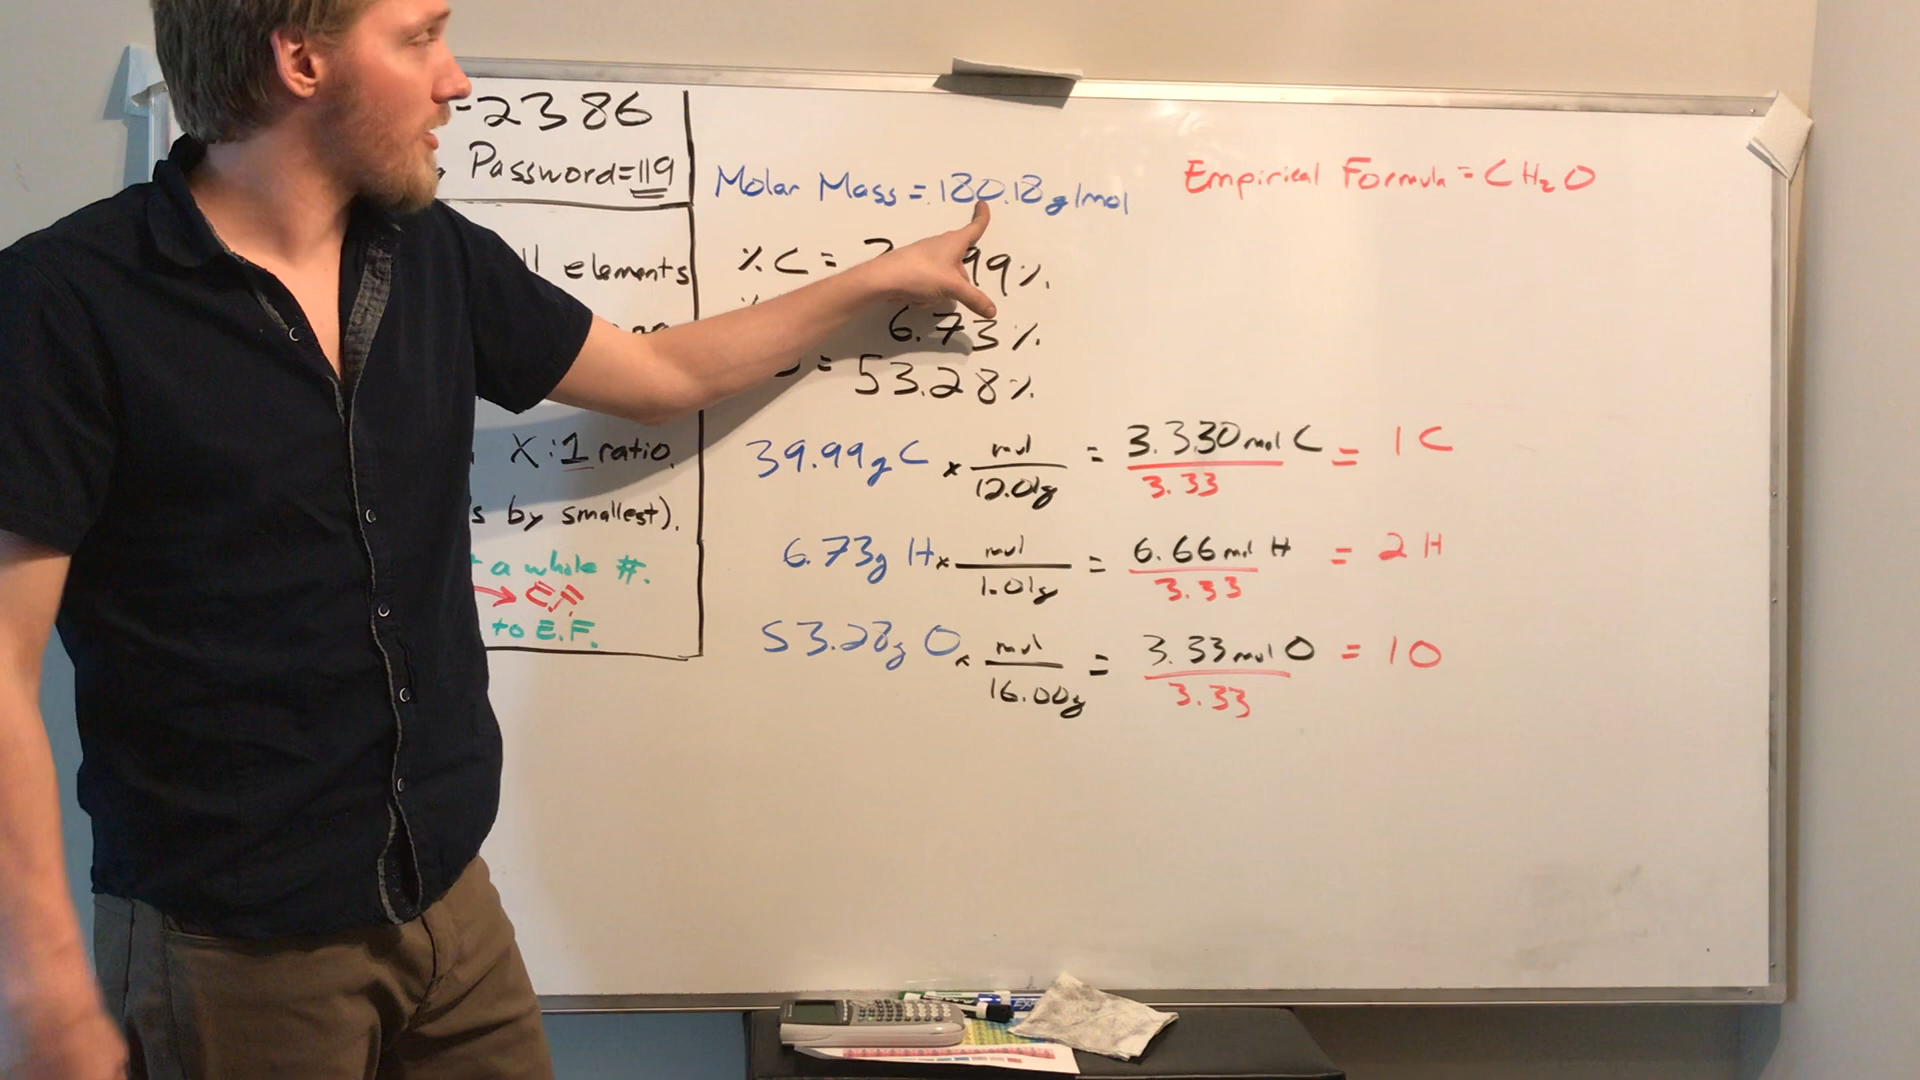 -2386
Password=119
ll elements
X:1 ratio.
s by smallest).
a whole #.
→ E.F.
to E.F.
Molar Mass = 180.18 g/mol
%C = 3 99%
6.73%
= 53.28%
39.99g C × mol / 12.01g = 3.330 mol C / 3.33 = 1 C
6.73g H × mol / 1.01g = 6.66 mol H / 3.33 = 2 H
53.28g O × mol / 16.00g = 3.33 mol O / 3.33 = 1 O
Empirical Formula = CH₂O